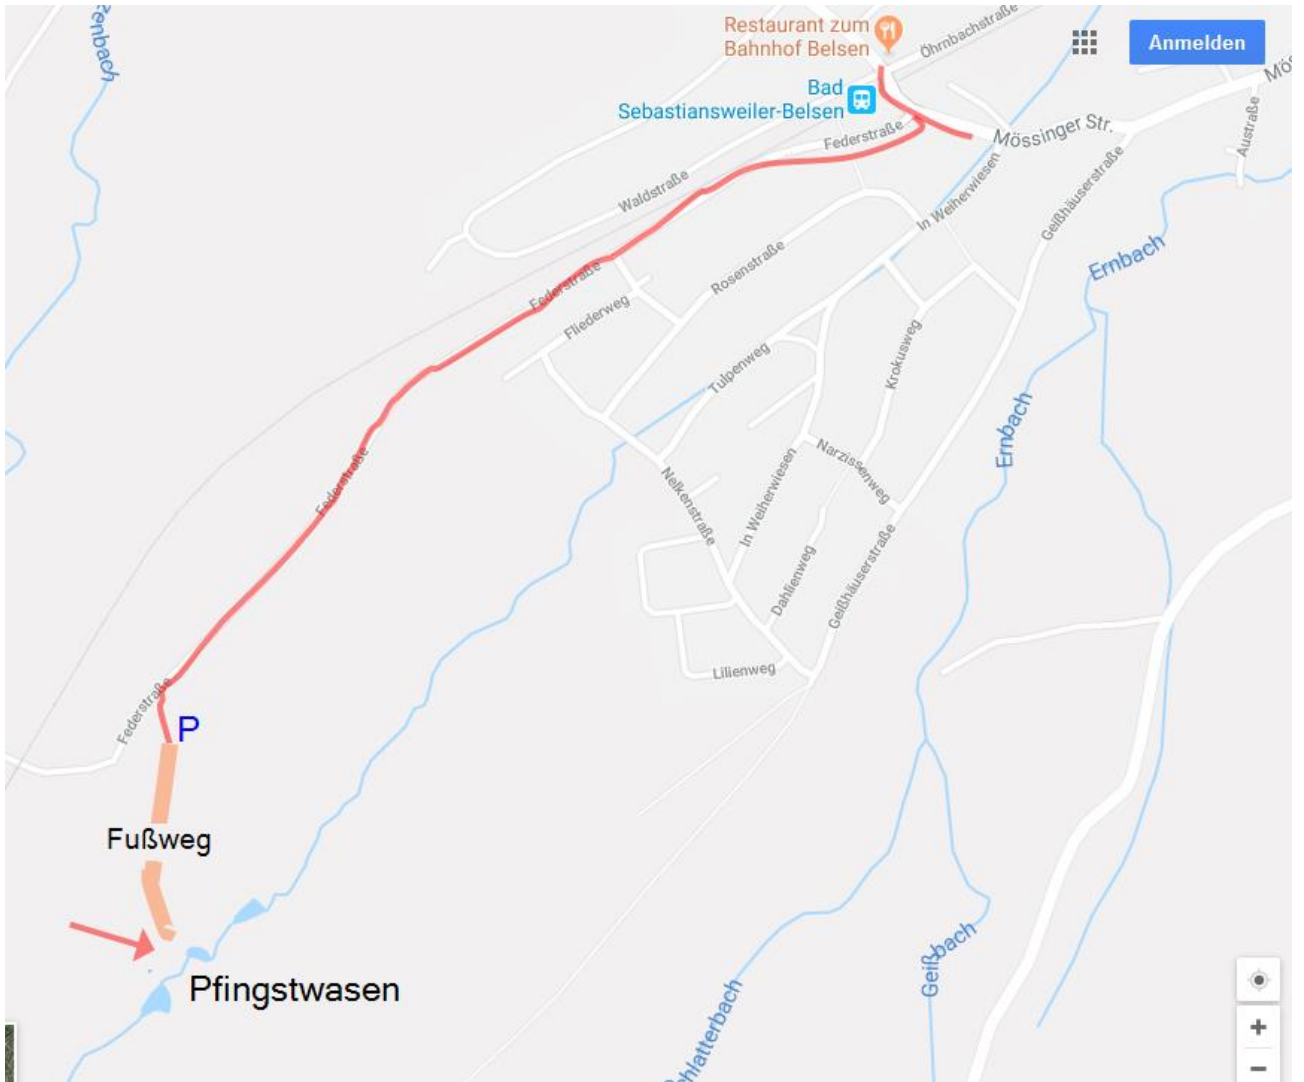 Restaurant zum
Bahnhof Belsen
Öhrnbachstraße
Anmelden
Bad
Sebastiansweiler-Belsen
Federstraße
Mössinger Str.
Austraße
Waldstraße
In Weiherwiesen
Geißhäuserstraße
Ernbach
Rosenstraße
Federstraße
Fliederweg
Tulpenweg
Krokusweg
Ernbach
Narzissenweg
Federstraße
Nelkenstraße
In Weiherwiesen
Dahlienweg
Geißhäuserstraße
Lilienweg
Federstraße
P
Fußweg
Pfingstwasen
Geißbach
hlatterbach
+
−